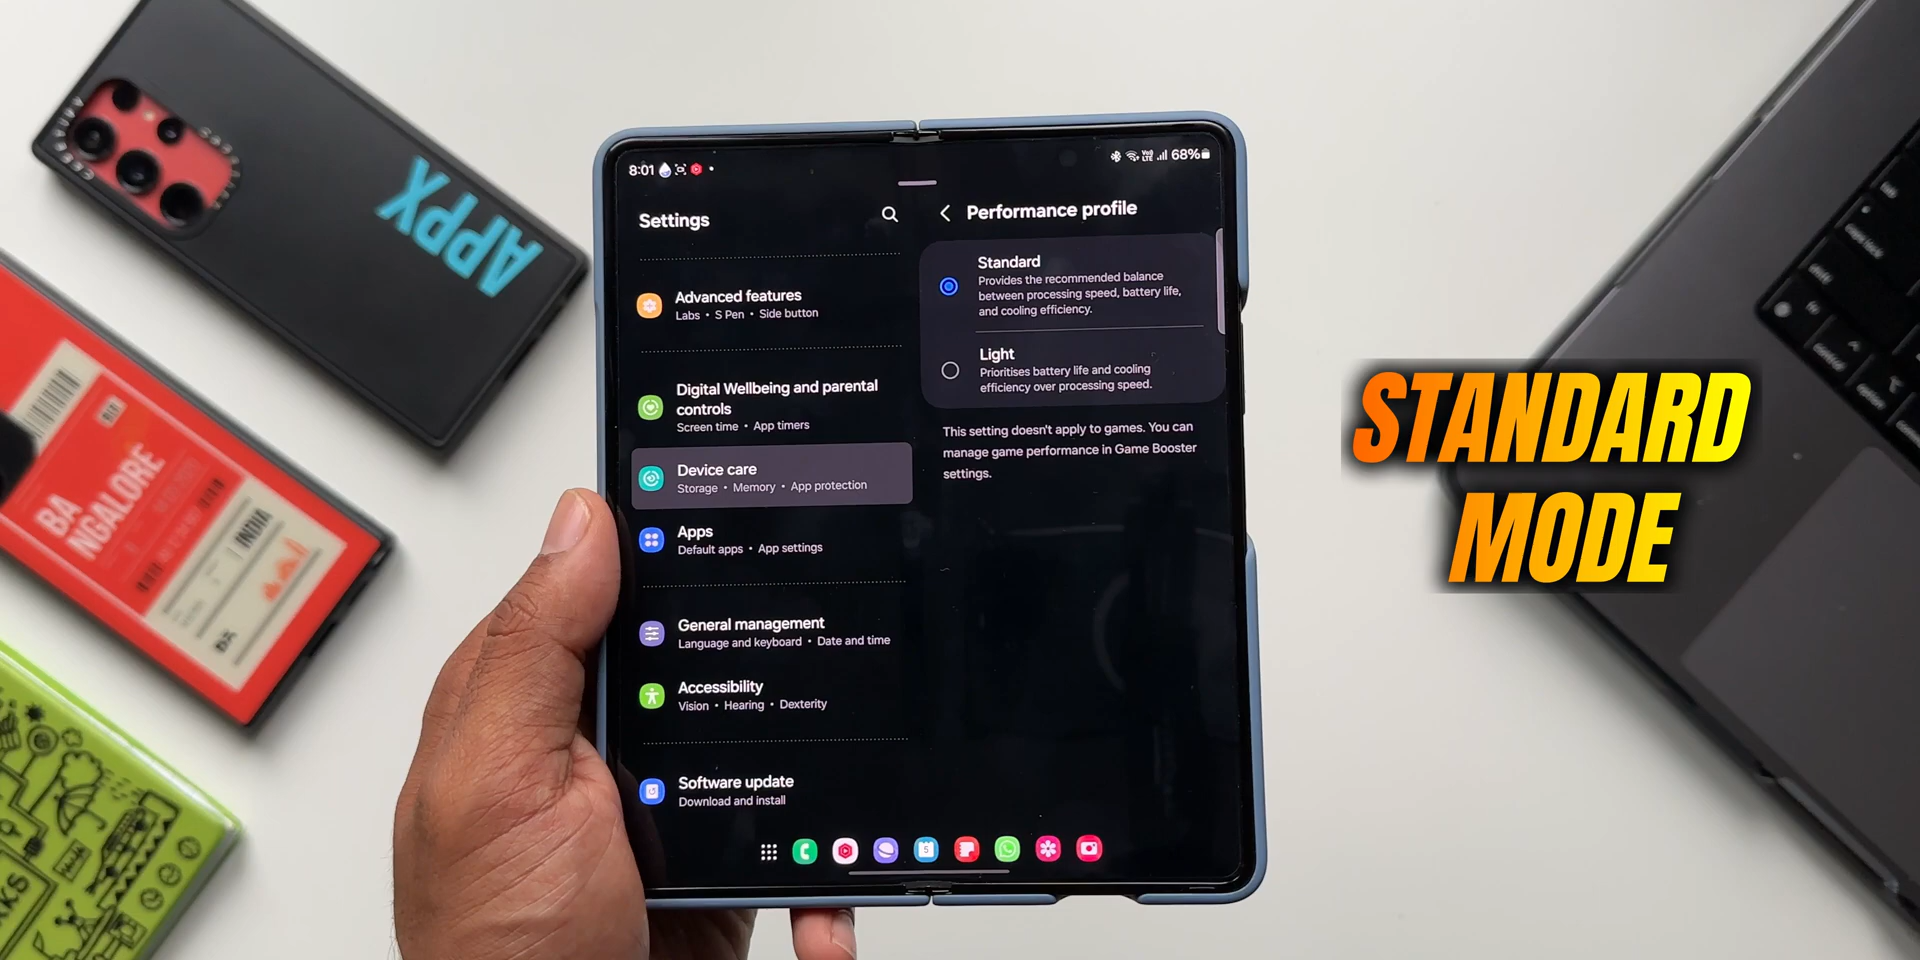 8:01
68%
Settings
Performance profile
Standard
Provides the recommended balance
between processing speed, battery life,
and cooling efficiency.
Light
Prioritises battery life and cooling
efficiency over processing speed.
This setting doesn't apply to games. You can
manage game performance in Game Booster
settings.
Advanced features
Labs • S Pen • Side button
Digital Wellbeing and parental
controls
Screen time • App timers
Device care
Storage • Memory • App protection
Apps
Default apps • App settings
General management
Language and keyboard • Date and time
Accessibility
Vision • Hearing • Dexterity
Software update
Download and install
5
STANDARD
MODE
APPX
BA
NGALORE
INDIA